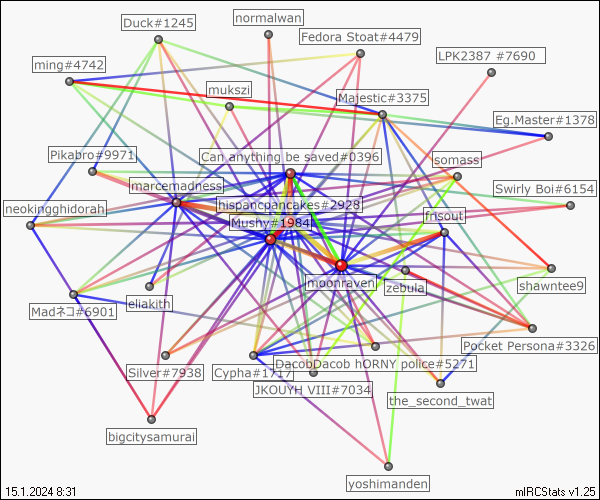 Duck#1245
normalwan
Fedora Stoat#4479
LPK2387 #7690
ming#4742
mukszi
Majestic#3375
Eg.Master#1378
Pikabro#9971
Can anything be saved#0396
somass
marcemadness
Swirly Boi#6154
hispancpancakes#2928
neokingghidorah
Mushy#1984
frisout
moonraven
zebula
shawntee9
Madネコ#6901
eliakith
Pocket Persona#3326
Silver#7938
Cypha#1717
DacobDacob hORNY police#5271
JKOUYH VIII#7034
the_second_twat
bigcitysamurai
yoshimanden
15.1.2024 8:31
mIRCStats v1.25